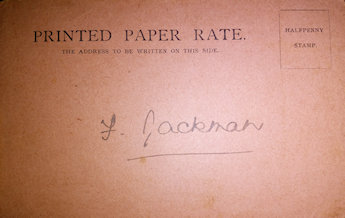 PRINTED PAPER RATE.
THE ADDRESS TO BE WRITTEN ON THIS SIDE.
HALFPENNY
STAMP.
F. Jackman